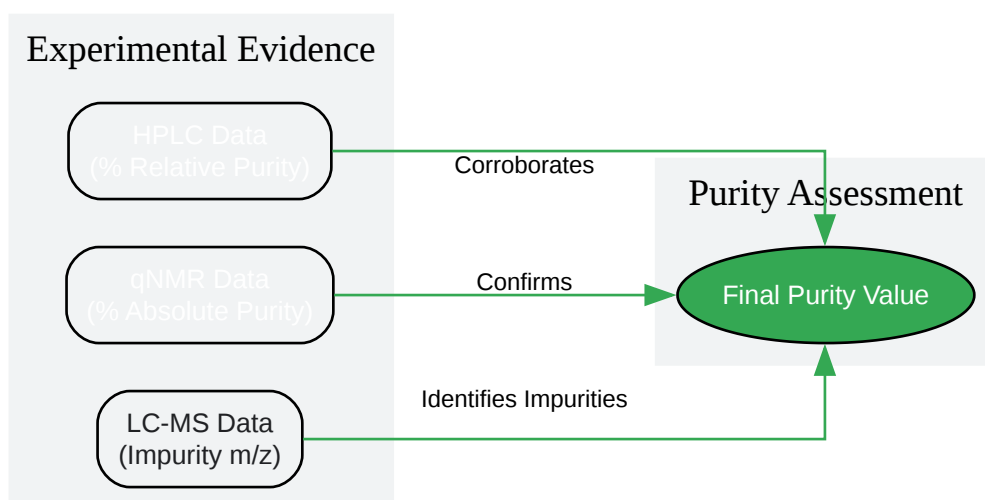 Experimental Evidence
HPLC Data
(% Relative Purity)
Corroborates
Purity Assessment
qNMR Data
(% Absolute Purity)
Confirms
Final Purity Value
LC-MS Data
(Impurity m/z)
Identifies Impurities